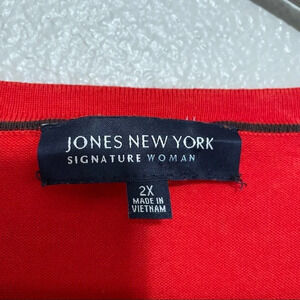 JONES NEW YORK
SIGNATURE WOMAN
2X
MADE IN
VIETNAM